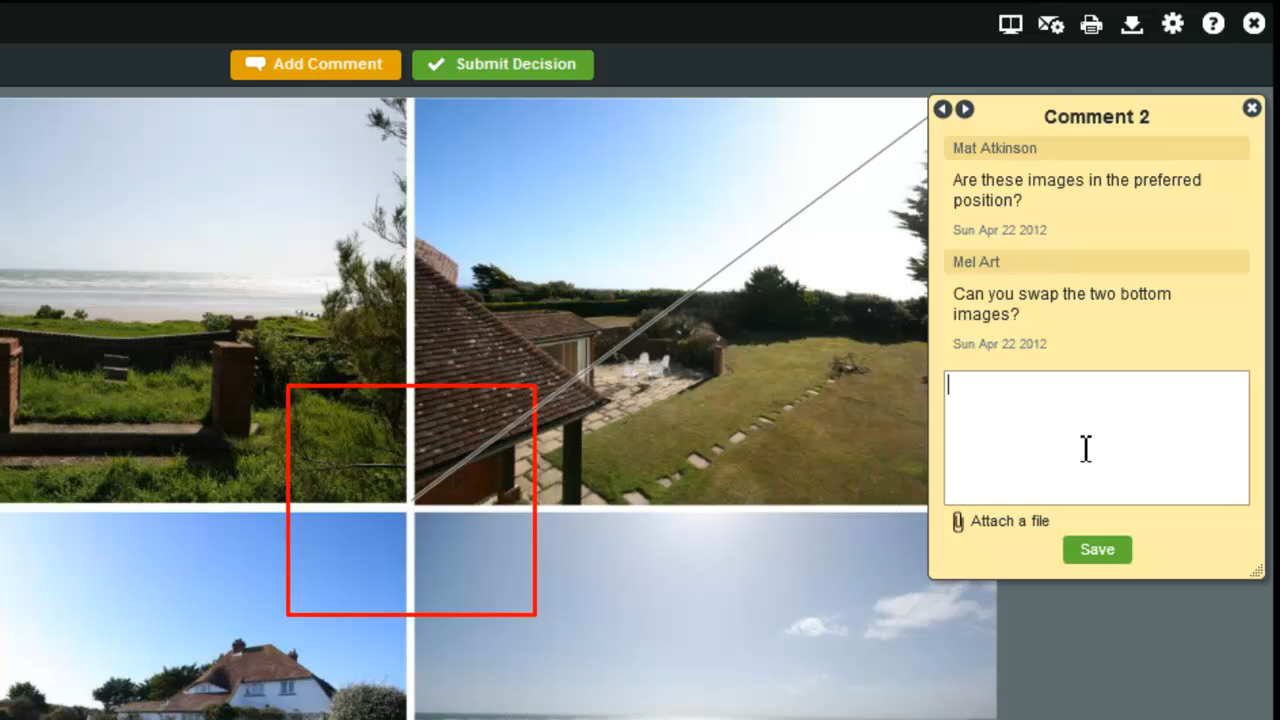 Add Comment
Submit Decision
Comment 2
Mat Atkinson
Are these images in the preferred
position?
Sun Apr 22 2012
Mel Art
Can you swap the two bottom
images?
Sun Apr 22 2012
Attach a file
Save